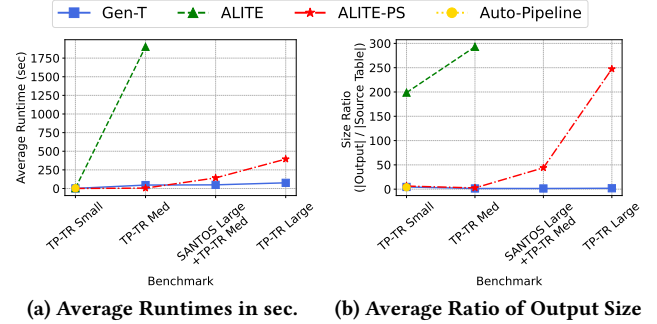 Gen-T ALITE ALITE-PS Auto-Pipeline
Average Runtime (sec)
1750
1500
1250
1000
750
500
250
0
TP-TR Small
TP-TR Med
SANTOS Large
+TP-TR Med
TP-TR Large
Benchmark
(a) Average Runtimes in sec.
Size Ratio
(|Output| / |Source Table|)
300
250
200
150
100
50
0
TP-TR Small
TP-TR Med
SANTOS Large
+TP-TR Med
TP-TR Large
Benchmark
(b) Average Ratio of Output Size